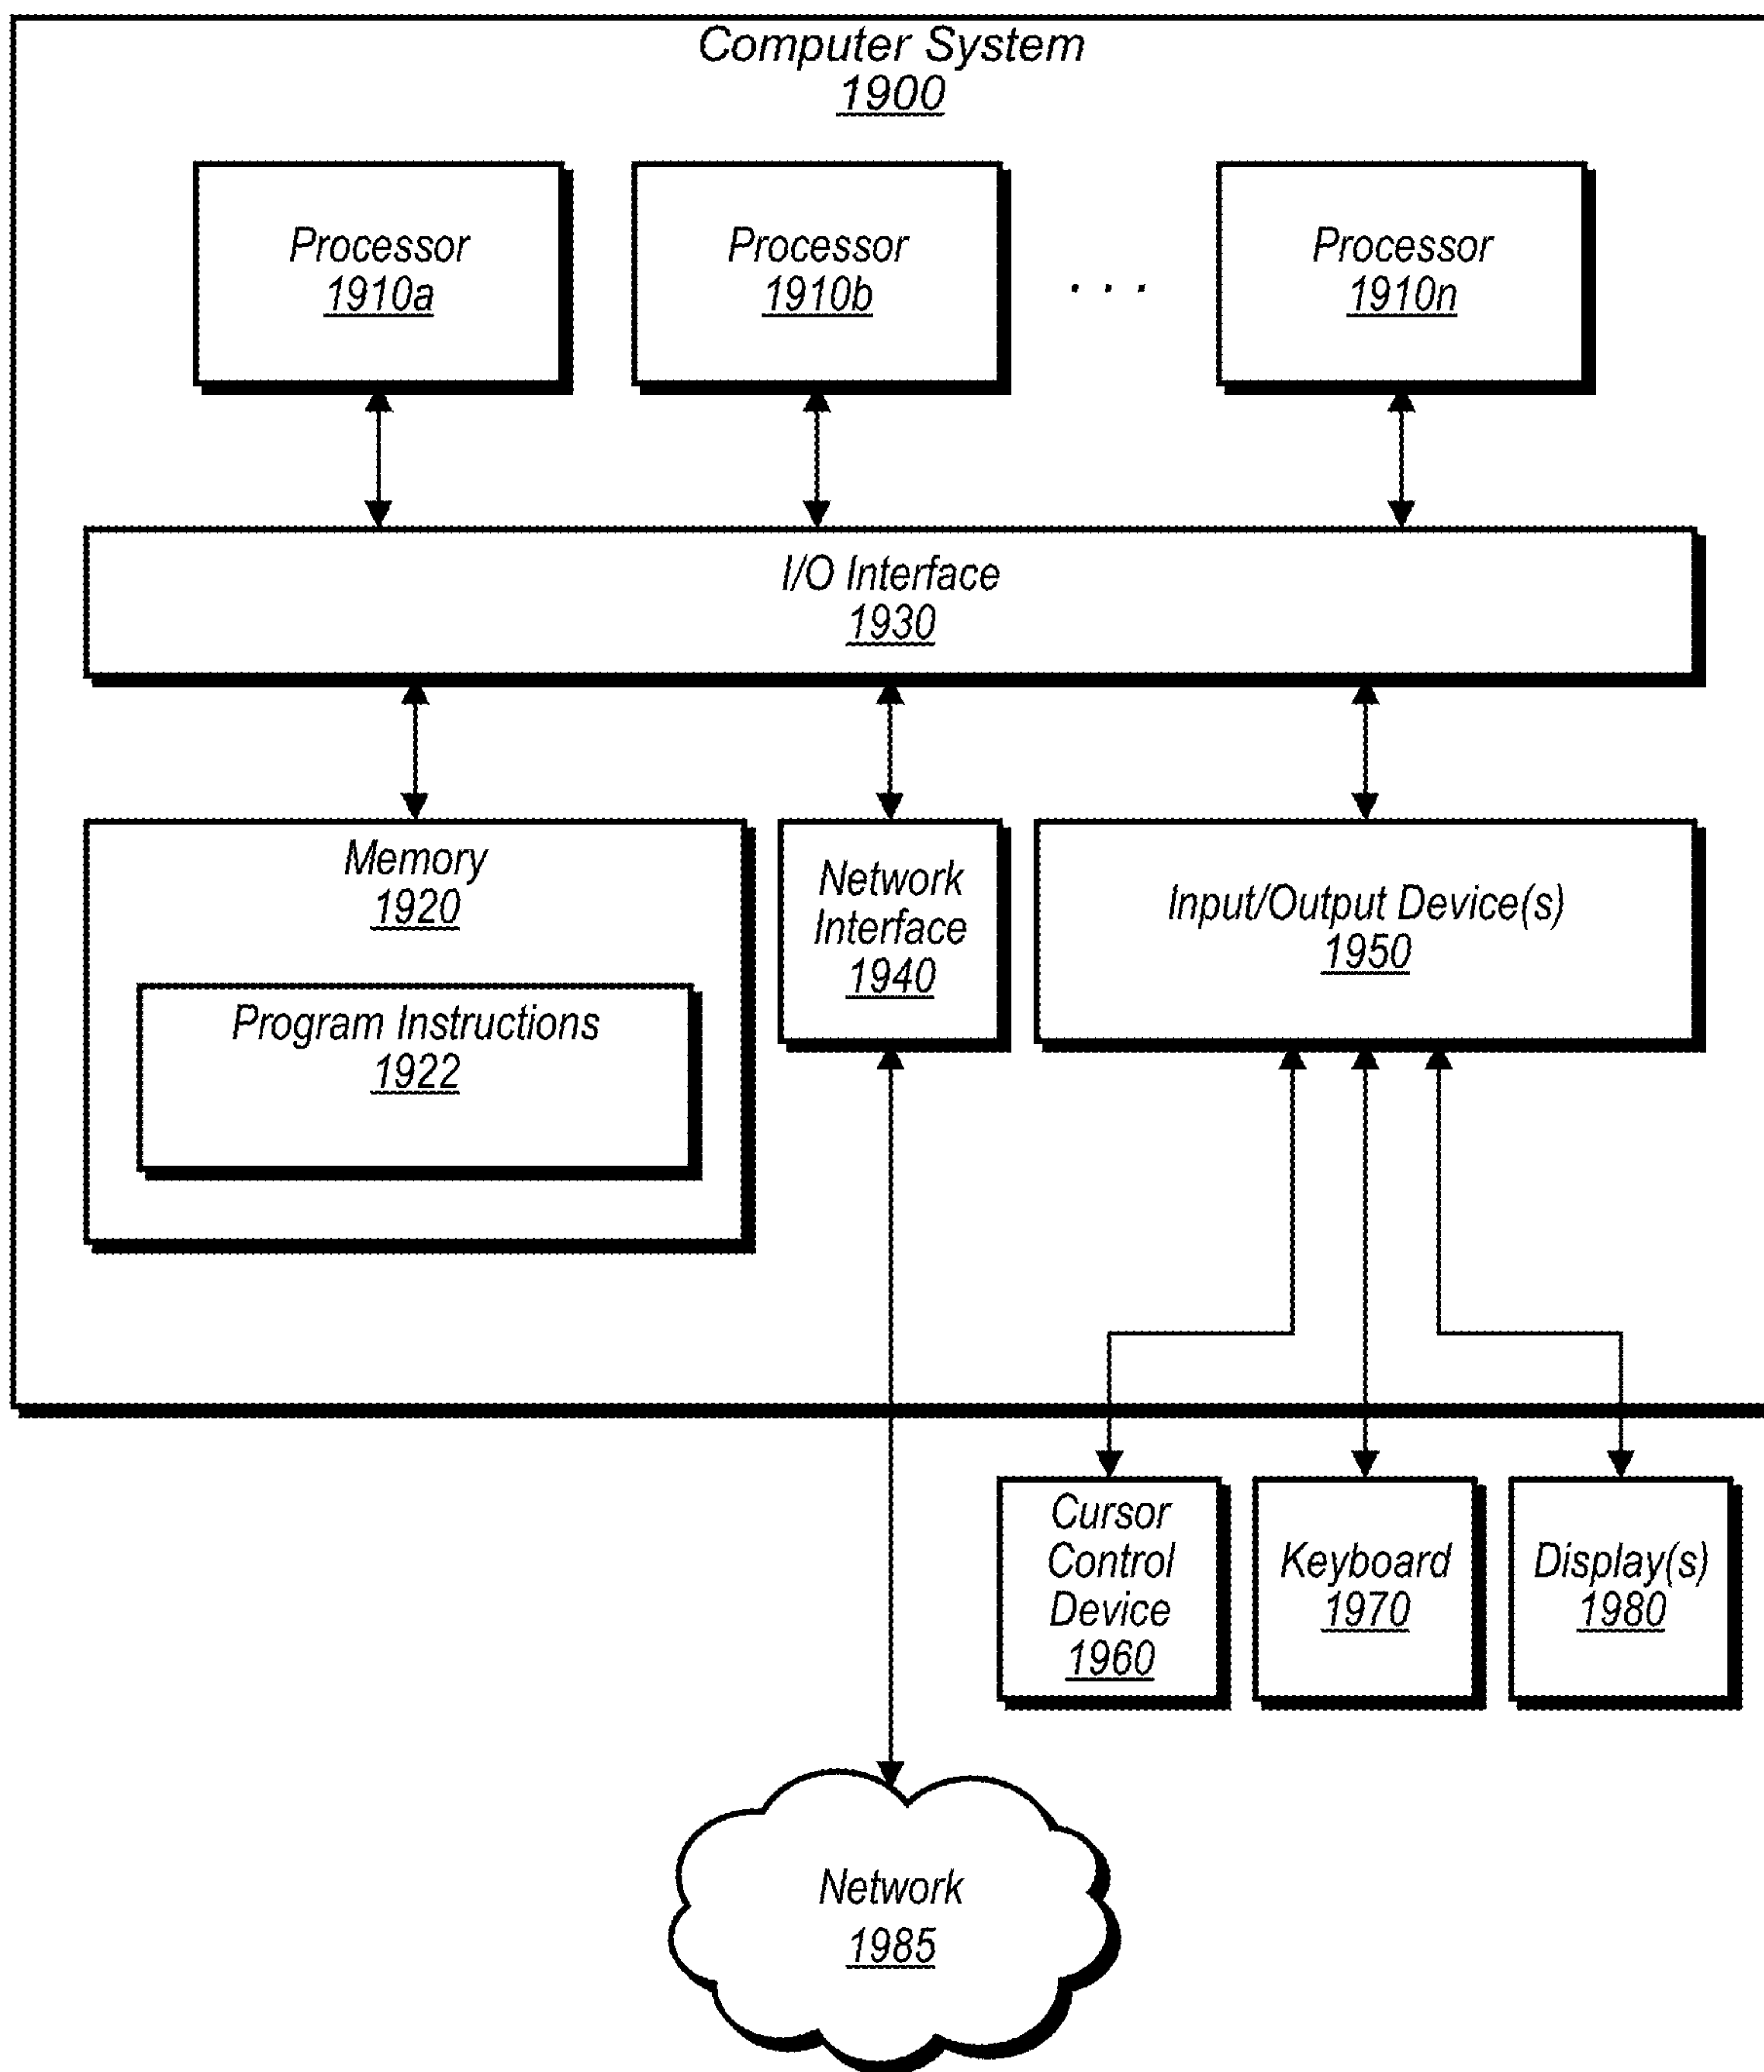 Computer System
1900
Processor
1910a
Processor
1910b
. . .
Processor
1910n
I/O Interface
1930
Memory
1920
Program Instructions
1922
Network
Interface
1940
Input/Output Device(s)
1950
Cursor
Control
Device
1960
Keyboard
1970
Display(s)
1980
Network
1985